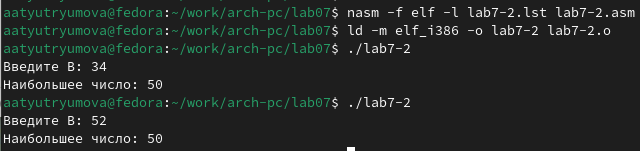 aatyutryumova@fedora:~/work/arch-pc/lab07$ nasm -f elf -l lab7-2.lst lab7-2.asm
aatyutryumova@fedora:~/work/arch-pc/lab07$ ld -m elf_i386 -o lab7-2 lab7-2.o
aatyutryumova@fedora:~/work/arch-pc/lab07$ ./lab7-2
Введите B: 34
Наибольшее число: 50
aatyutryumova@fedora:~/work/arch-pc/lab07$ ./lab7-2
Введите B: 52
Наибольшее число: 50